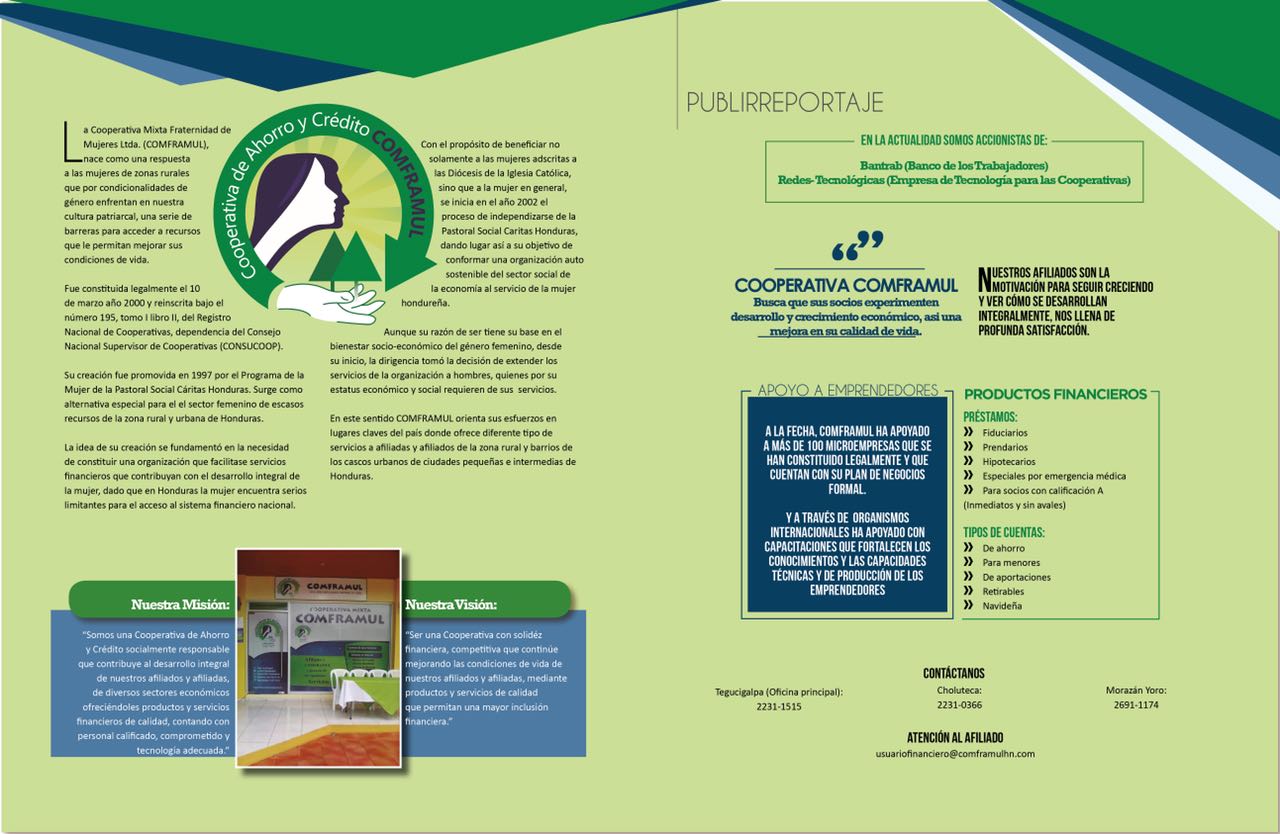 La Cooperativa Mixta Fraternidad de
Mujeres Ltda. (COMFRAMUL),
nace como una respuesta
a las mujeres de zonas rurales
que por condicionalidades de
género enfrentan en nuestra
cultura patriarcal, una serie de
barreras para acceder a recursos
que le permitan mejorar sus
condiciones de vida.
Fue constituida legalmente el 10
de marzo año 2000 y reinscrita bajo el
número 195, tomo I libro II, del Registro
Nacional de Cooperativas, dependencia del Consejo
Nacional Supervisor de Cooperativas (CONSUCOOP).
Su creación fue promovida en 1997 por el Programa de la
Mujer de la Pastoral Social Cáritas Honduras. Surge como
alternativa especial para el el sector femenino de escasos
recursos de la zona rural y urbana de Honduras.
La idea de su creación se fundamentó en la necesidad
de constituir una organización que facilitase servicios
financieros que contribuyan con el desarrollo integral de
la mujer, dado que en Honduras la mujer encuentra serios
limitantes para el acceso al sistema financiero nacional.
Cooperativa de Ahorro y Crédito COMFRAMUL
Con el propósito de beneficiar no
solamente a las mujeres adscritas a
las Diócesis de la Iglesia Católica,
sino que a la mujer en general,
se inicia en el año 2002 el
proceso de independizarse de la
Pastoral Social Caritas Honduras,
dando lugar así a su objetivo de
conformar una organización auto
sostenible del sector social de
la economía al servicio de la mujer
hondureña.
Aunque su razón de ser tiene su base en el
bienestar socio-económico del género femenino, desde
su inicio, la dirigencia tomó la decisión de extender los
servicios de la organización a hombres, quienes por su
estatus económico y social requieren de sus servicios.
En este sentido COMFRAMUL orienta sus esfuerzos en
lugares claves del país donde ofrece diferente tipo de
servicios a afiliadas y afiliados de la zona rural y barrios de
los cascos urbanos de ciudades pequeñas e intermedias de
Honduras.
Nuestra Misión:
"Somos una Cooperativa de Ahorro
y Crédito socialmente responsable
que contribuye al desarrollo integral
de nuestros afiliados y afiliadas,
de diversos sectores económicos
ofreciéndoles productos y servicios
financieros de calidad, contando con
personal calificado, comprometido y
tecnología adecuada."
COMFRAMUL
COOPERATIVA MIXTA
COMFRAMUL
Nuestra Visión:
"Ser una Cooperativa con solidéz
financiera, competitiva que continúe
mejorando las condiciones de vida de
nuestros afiliados y afiliadas, mediante
productos y servicios de calidad
que permitan una mayor inclusión
financiera."
PUBLIRREPORTAJE
EN LA ACTUALIDAD SOMOS ACCIONISTAS DE:
Bantrab (Banco de los Trabajadores)
Redes-Tecnológicas (Empresa de Tecnología para las Cooperativas)
COOPERATIVA COMFRAMUL
Busca que sus socios experimenten
desarrollo y crecimiento económico, asi una
mejora en su calidad de vida.
NUESTROS AFILIADOS SON LA
MOTIVACIÓN PARA SEGUIR CRECIENDO
Y VER CÓMO SE DESARROLLAN
INTEGRALMENTE, NOS LLENA DE
PROFUNDA SATISFACCIÓN.
APOYO A EMPRENDEDORES
A LA FECHA, COMFRAMUL HA APOYADO
A MÁS DE 100 MICROEMPRESAS QUE SE
HAN CONSTITUIDO LEGALMENTE Y QUE
CUENTAN CON SU PLAN DE NEGOCIOS
FORMAL.
Y A TRAVÉS DE ORGANISMOS
INTERNACIONALES HA APOYADO CON
CAPACITACIONES QUE FORTALECEN LOS
CONOCIMIENTOS Y LAS CAPACIDADES
TÉCNICAS Y DE PRODUCCIÓN DE LOS
EMPRENDEDORES
PRODUCTOS FINANCIEROS
PRÉSTAMOS:
Fiduciarios
Prendarios
Hipotecarios
Especiales por emergencia médica
Para socios con calificación A
(Inmediatos y sin avales)
TIPOS DE CUENTAS:
De ahorro
Para menores
De aportaciones
Retirables
Navideña
CONTÁCTANOS
Tegucigalpa (Oficina principal):
2231-1515
Choluteca:
2231-0366
Morazán Yoro:
2691-1174
ATENCIÓN AL AFILIADO
usuariofinanciero@comframulhn.com